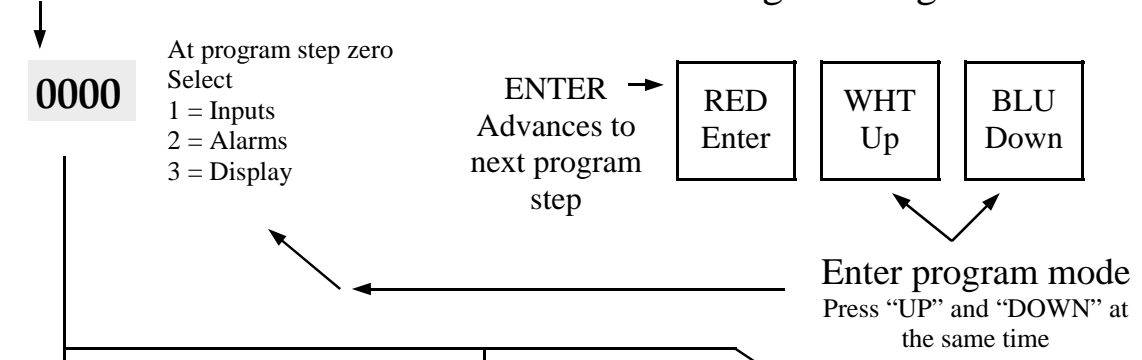 0000
At program step zero
Select
1 = Inputs
2 = Alarms
3 = Display
ENTER
Advances to
next program
step
RED
Enter
WHT
Up
BLU
Down
Enter program mode
Press “UP” and “DOWN” at
the same time